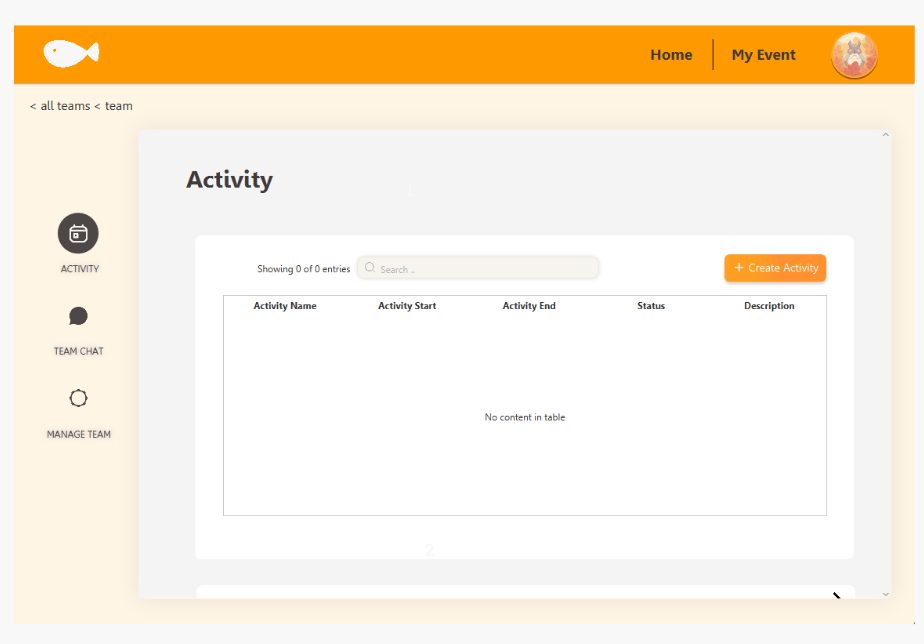 Home My Event
< all teams < team
Activity
ACTIVITY
Showing 0 of 0 entries Search .. + Create Activity
Activity Name Activity Start Activity End Status Description
TEAM CHAT
No content in table
MANAGE TEAM
2